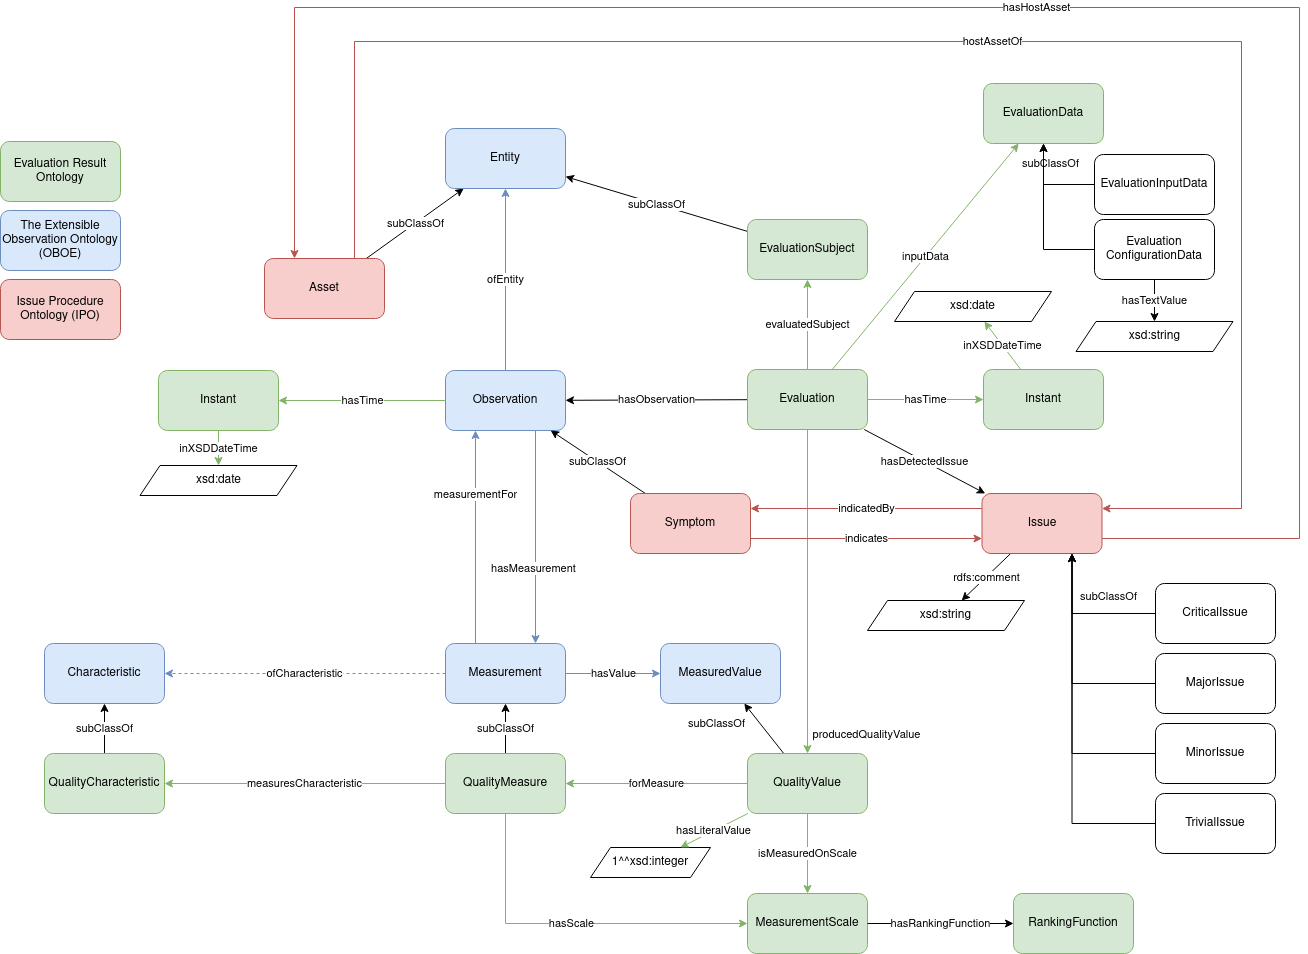 hasHostAsset
hostAssetOf
EvaluationData
Entity
Evaluation Result
Ontology
subClassOf
EvaluationInputData
subClassOf
The Extensible
Observation Ontology
(OBOE)
subClassOf
EvaluationSubject
Evaluation
ConfigurationData
inputData
Asset
ofEntity
Issue Procedure
Ontology (IPO)
hasTextValue
xsd:date
evaluatedSubject
xsd:string
inXSDDateTime
Instant
hasTime
Observation
hasObservation
Evaluation
hasTime
Instant
inXSDDateTime
subClassOf
hasDetectedIssue
xsd:date
measurementFor
indicatedBy
Symptom
Issue
indicates
hasMeasurement
rdfs:comment
subClassOf
xsd:string
CriticalIssue
Characteristic
ofCharacteristic
Measurement
hasValue
MeasuredValue
MajorIssue
subClassOf
subClassOf
subClassOf
producedQualityValue
MinorIssue
QualityCharacteristic
measuresCharacteristic
QualityMeasure
forMeasure
QualityValue
TrivialIssue
hasLiteralValue
isMeasuredOnScale
1^^xsd:integer
hasScale
MeasurementScale
hasRankingFunction
RankingFunction